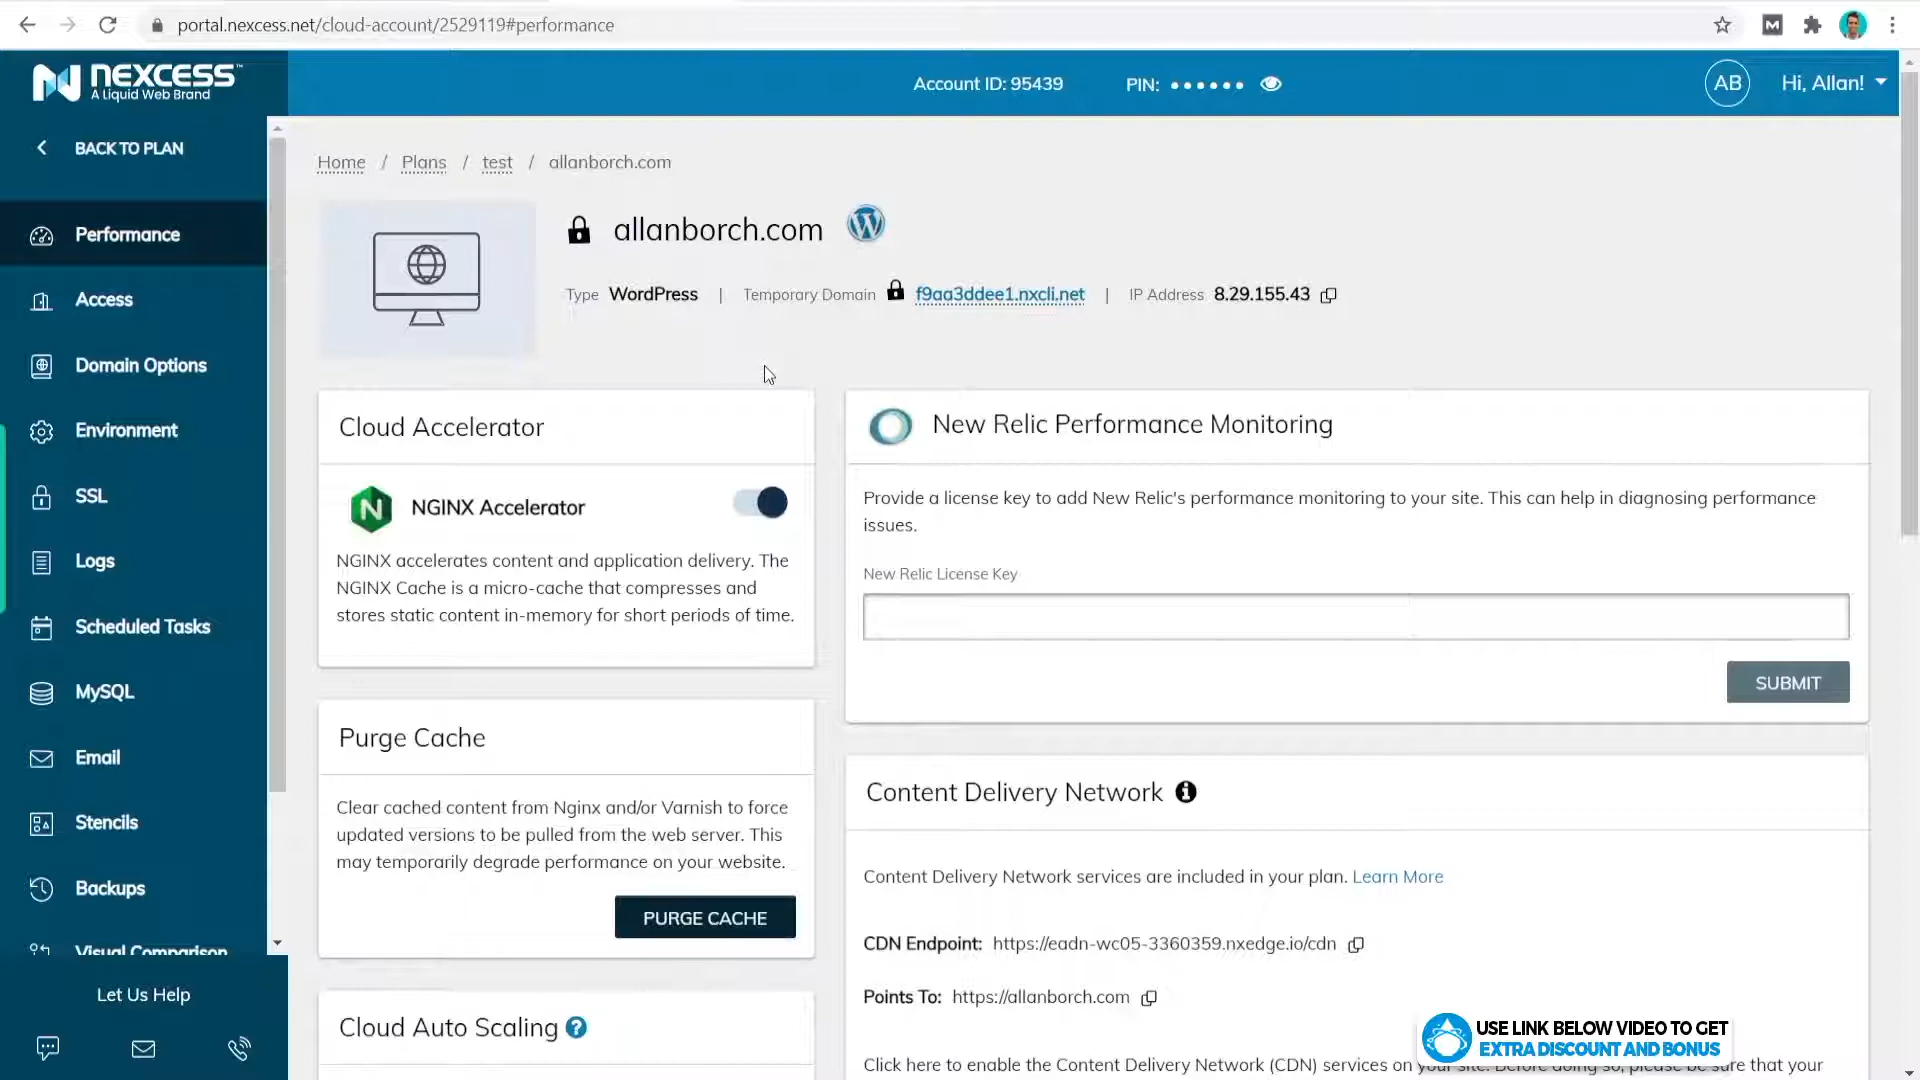 portal.nexcess.net/cloud-account/2529119#performance
NEXCESS™
A Liquid Web Brand
Account ID: 95439
PIN: ••••••
AB
Hi, Allan!
BACK TO PLAN
Performance
Access
Domain Options
Environment
SSL
Logs
Scheduled Tasks
MySQL
Email
Stencils
Backups
Visual Comparison
Let Us Help
Home / Plans / test / allanborch.com
allanborch.com
Type WordPress | Temporary Domain f9aa3ddee1.nxcli.net | IP Address 8.29.155.43
Cloud Accelerator
NGINX Accelerator
NGINX accelerates content and application delivery. The
NGINX Cache is a micro-cache that compresses and
stores static content in-memory for short periods of time.
Purge Cache
Clear cached content from Nginx and/or Varnish to force
updated versions to be pulled from the web server. This
may temporarily degrade performance on your website.
PURGE CACHE
Cloud Auto Scaling
New Relic Performance Monitoring
Provide a license key to add New Relic's performance monitoring to your site. This can help in diagnosing performance
issues.
New Relic License Key
SUBMIT
Content Delivery Network
Content Delivery Network services are included in your plan. Learn More
CDN Endpoint: https://eadn-wc05-3360359.nxedge.io/cdn
Points To: https://allanborch.com
Click here to enable the Content Delivery Network (CDN) services on your site. Before doing so, please be sure that your
USE LINK BELOW VIDEO TO GET
EXTRA DISCOUNT AND BONUS